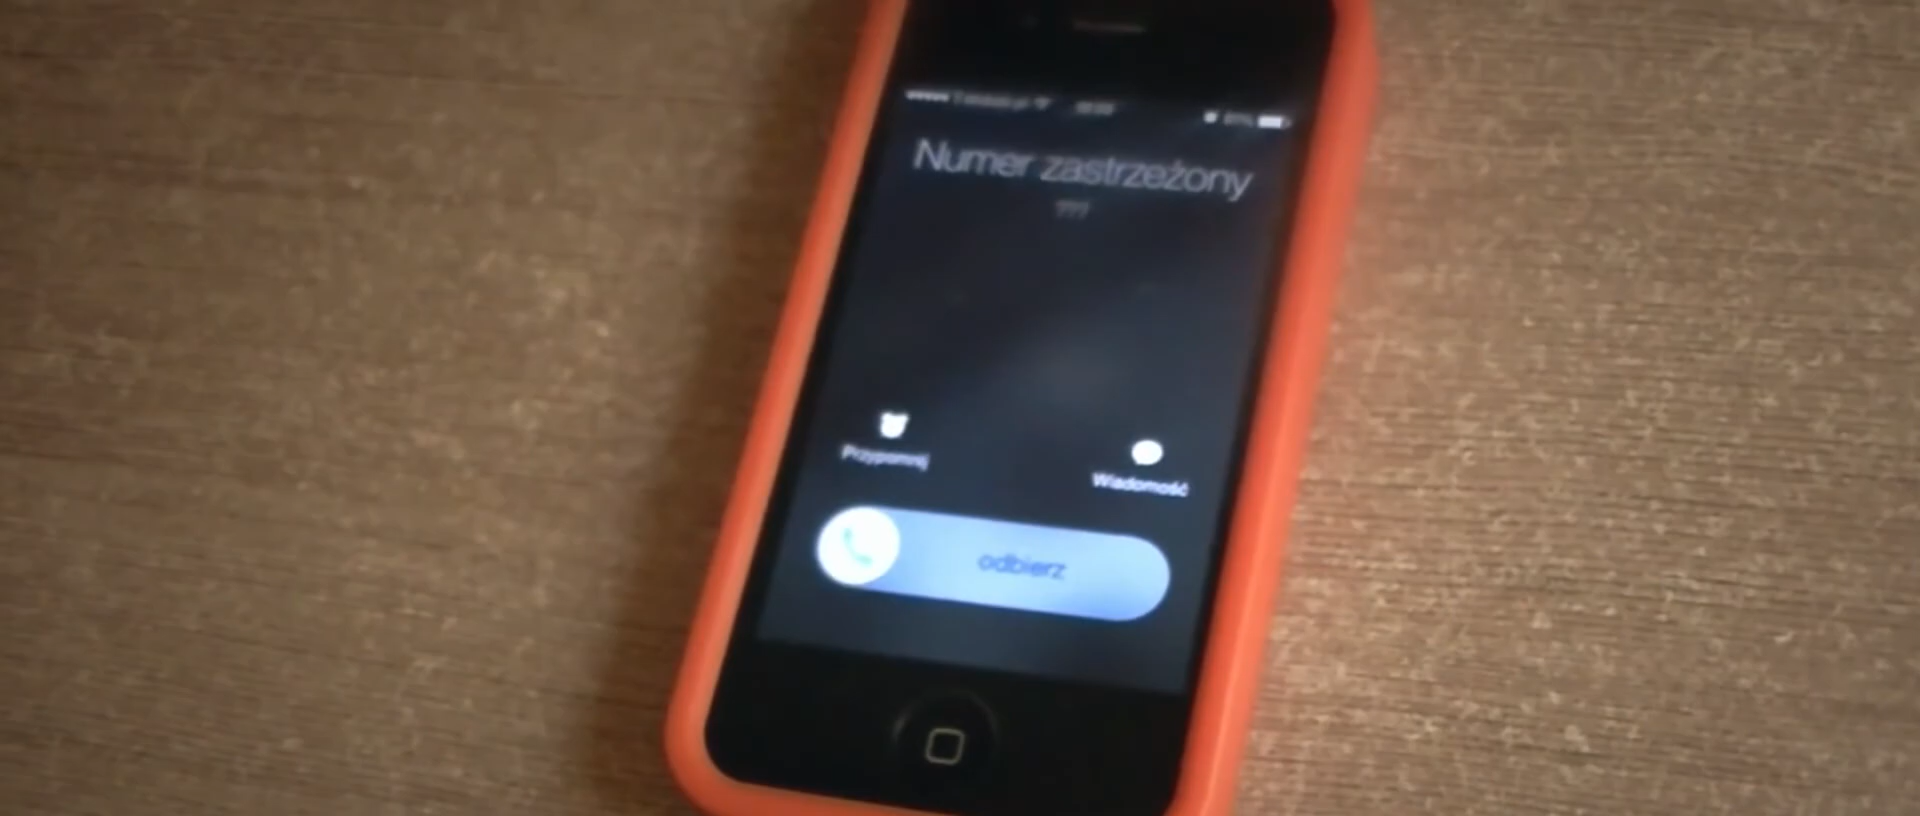 Numer zastrzeżony
???
Przypomnij
Wiadomość
odbierz